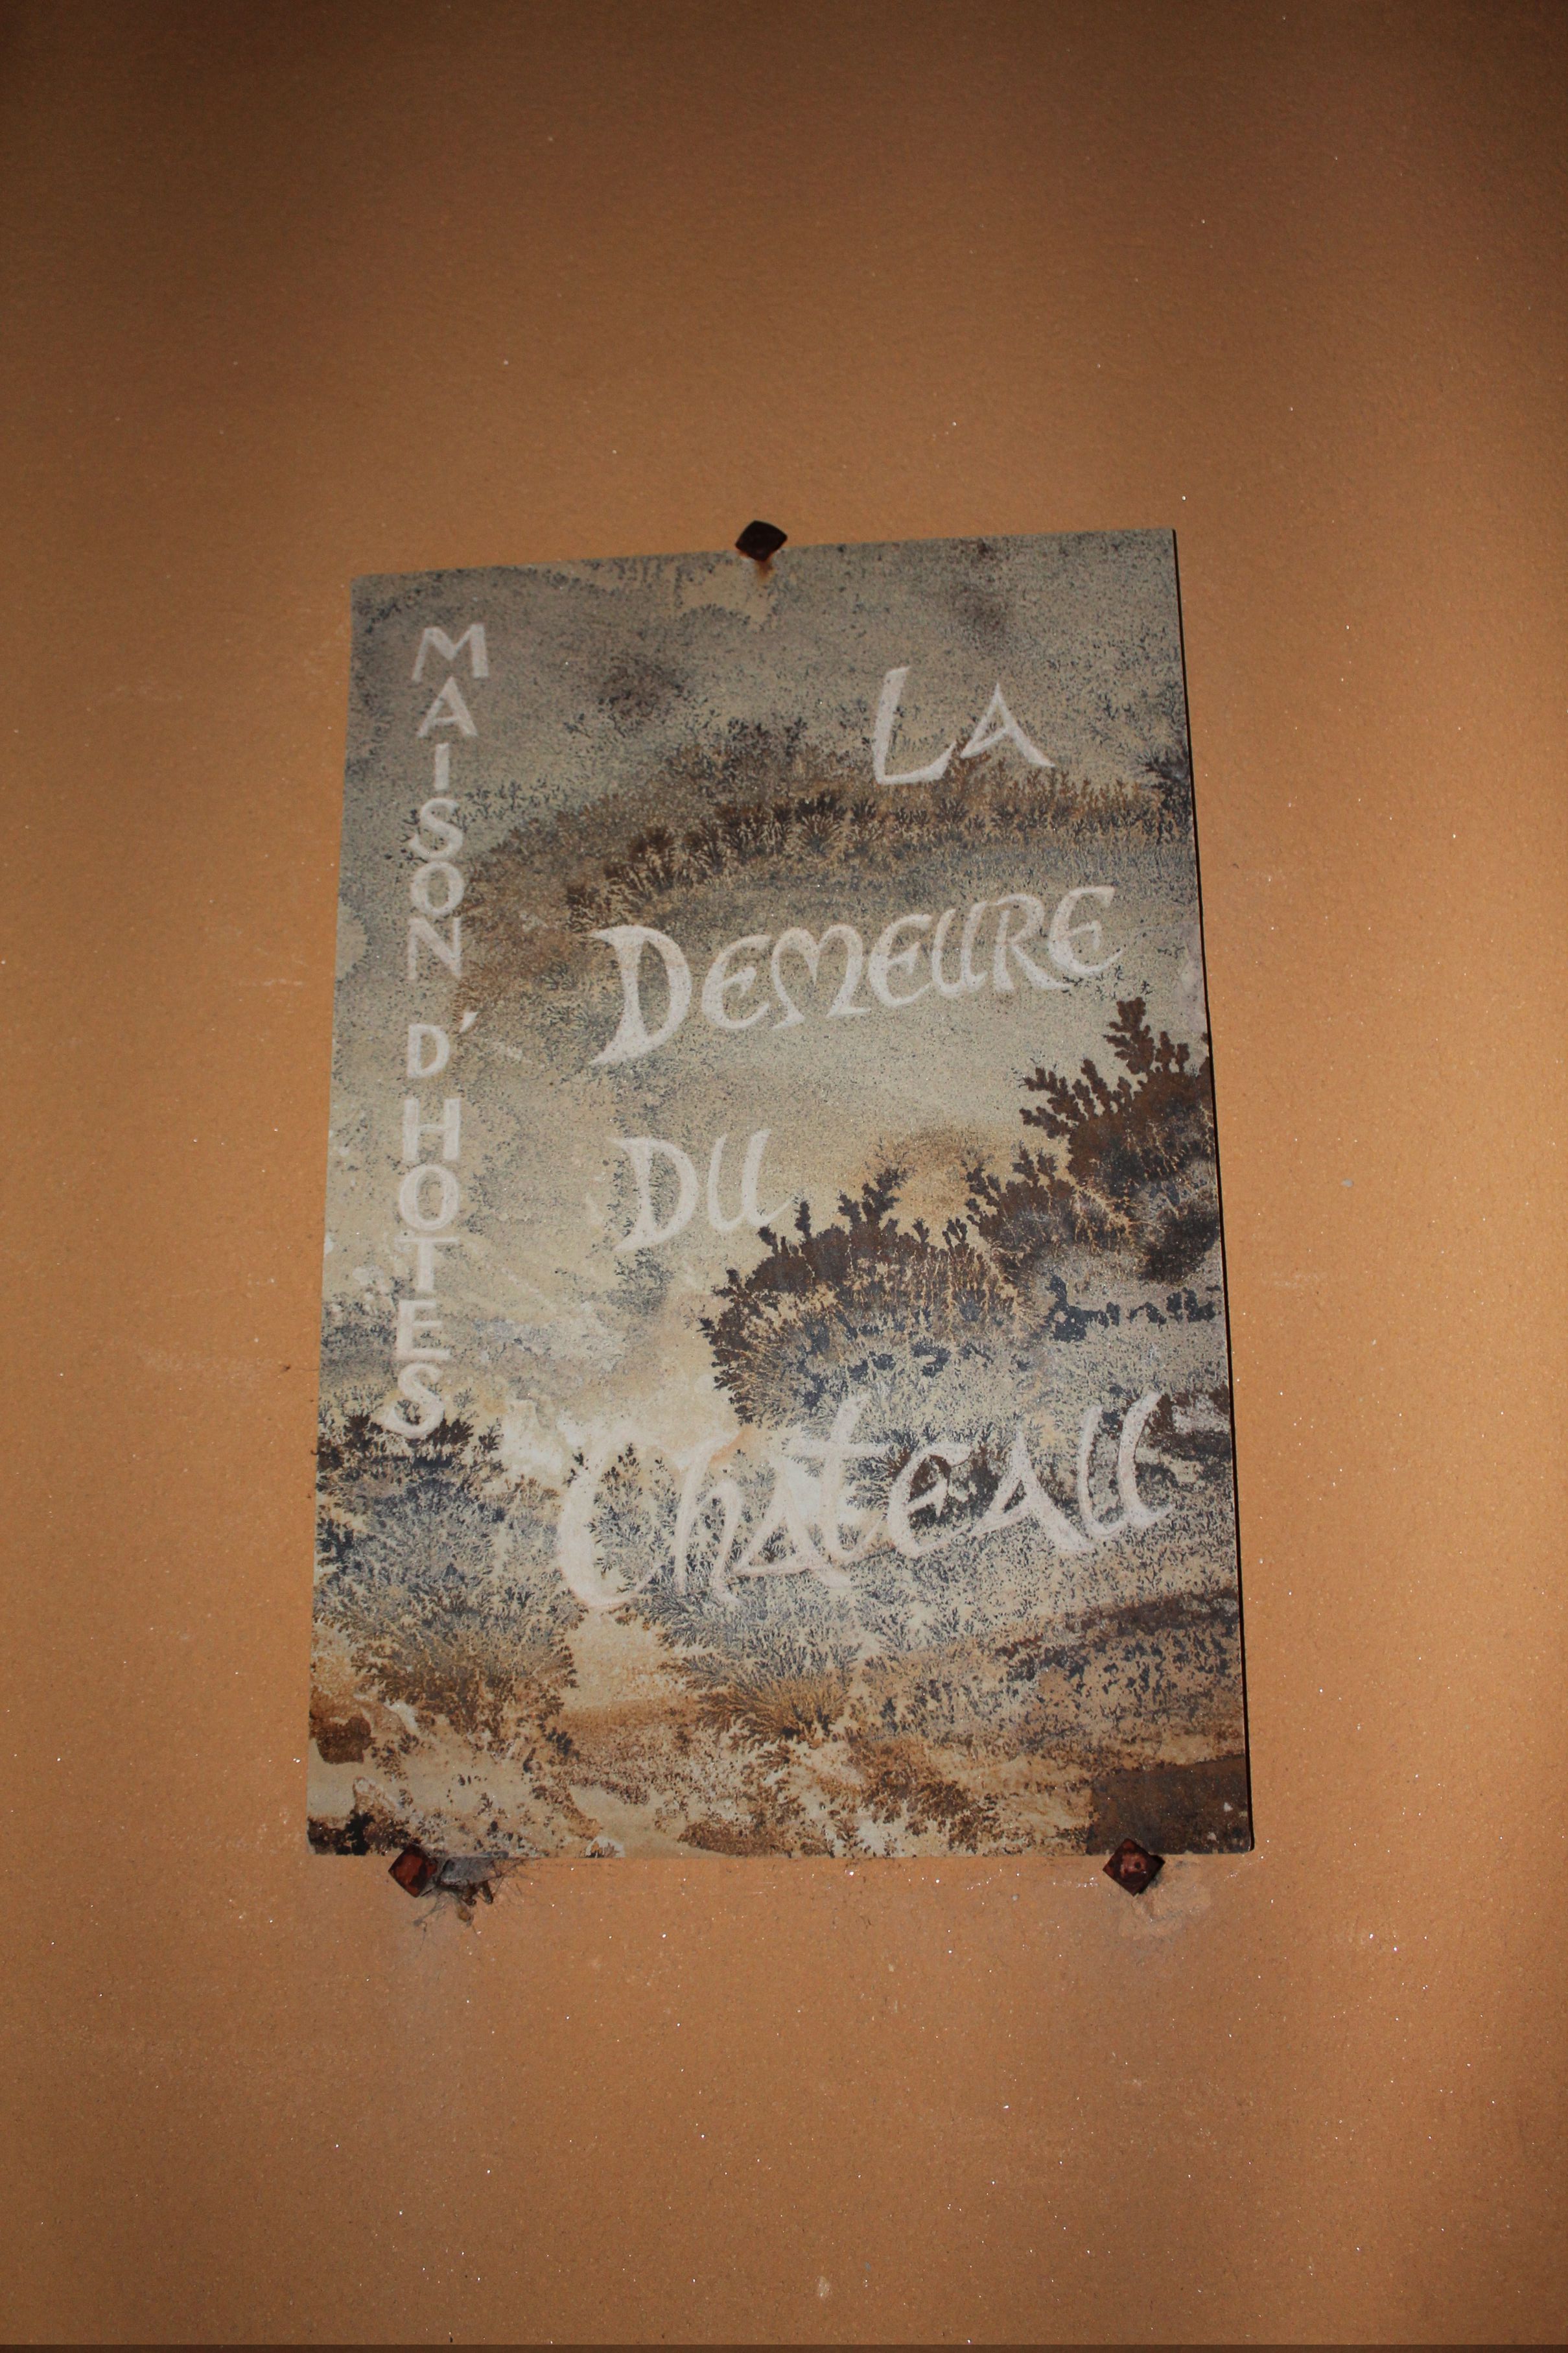 MAISON D'HOTES
LA
DEMEURE
DU
Chateau